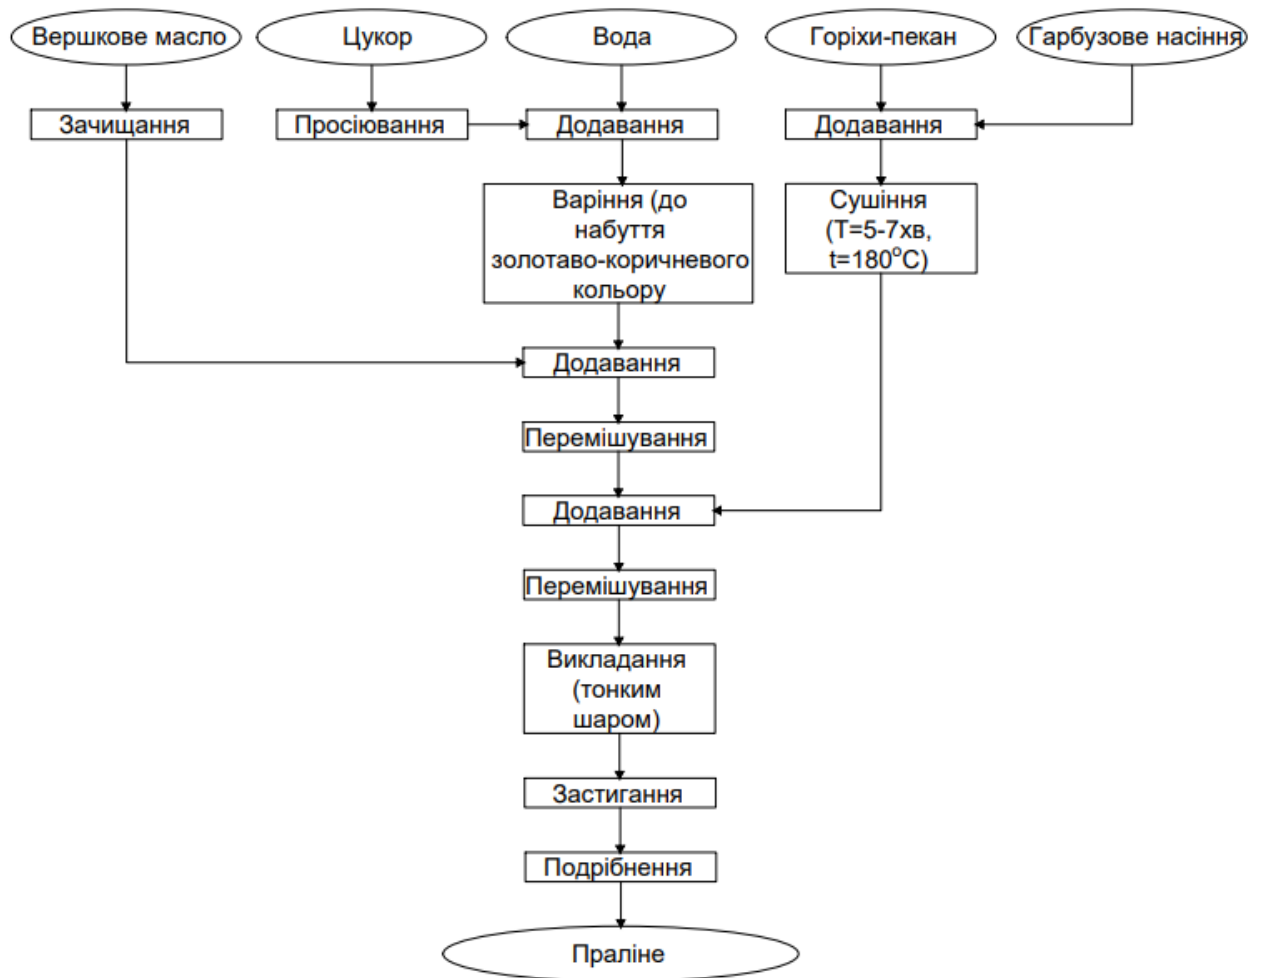 Вершкове масло
Цукор
Вода
Горіхи-пекан
Гарбузове насіння
Зачищання
Просіювання
Додавання
Додавання
Варіння (до
набуття
золотаво-коричневого
кольору
Сушіння
(Т=5-7хв,
t=180°C)
Додавання
Перемішування
Додавання
Перемішування
Викладання
(тонким
шаром)
Застигання
Подрібнення
Праліне